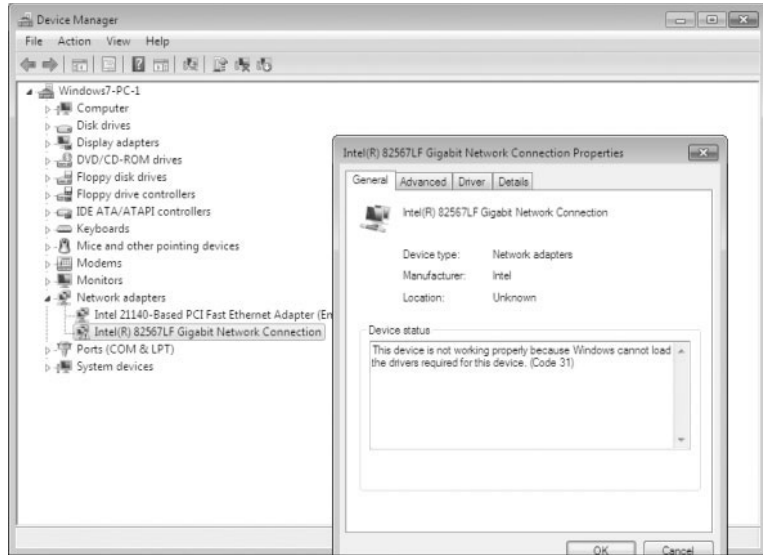 Device Manager
File Action View Help
Windows7-PC-1
Computer
Disk drives
Display adapters
DVD/CD-ROM drives
Floppy disk drives
Floppy drive controllers
IDE ATA/ATAPI controllers
Keyboards
Mice and other pointing devices
Modems
Monitors
Network adapters
Intel 21140-Based PCI Fast Ethernet Adapter (En
Intel(R) 82567LF Gigabit Network Connection
Ports (COM & LPT)
System devices
Intel(R) 82567LF Gigabit Network Connection Properties
General Advanced Driver Details
Intel(R) 82567LF Gigabit Network Connection
Device type: Network adapters
Manufacturer: Intel
Location: Unknown
Device status
This device is not working properly because Windows cannot load
the drivers required for this device. (Code 31)
OK Cancel